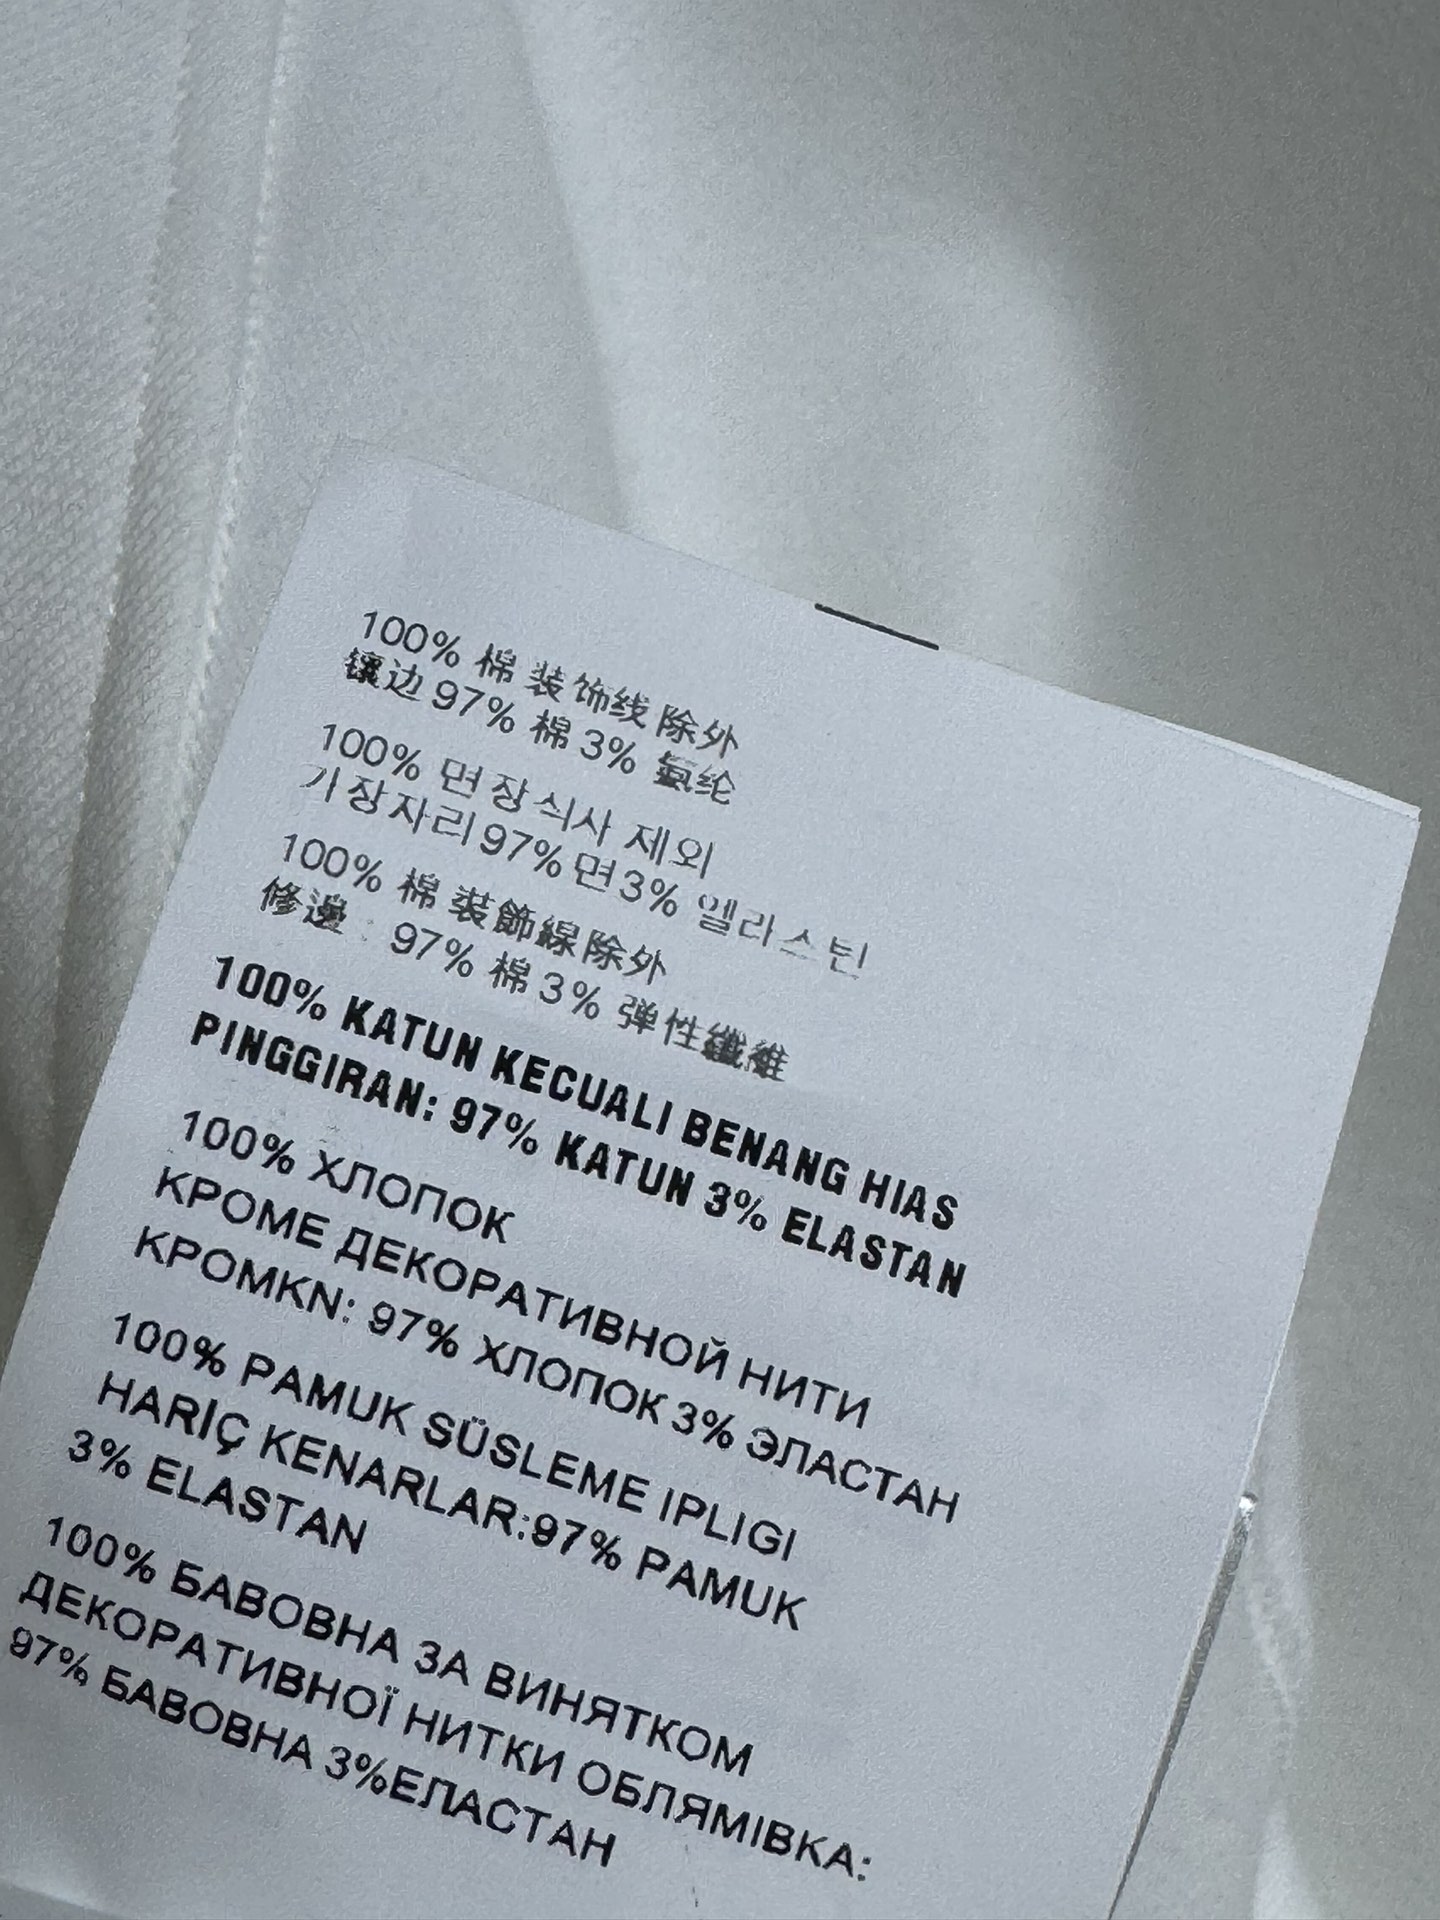 100% 棉 装饰线 除外
镶边 97% 棉 3% 氨纶
100% 면 장식사 제외
가장자리 97% 면 3% 엘라스틴
100% 棉 裝飾線除外
修邊 : 97% 棉 3% 弹性纖維
100% KATUN KECUALI BENANG HIAS
PINGGIRAN: 97% KATUN 3% ELASTAN
100% ХЛОПОК
КРОМЕ ДЕКОРАТИВНОЙ НИТИ
КРОМКN: 97% ХЛОПОК 3% ЭЛАСТАН
100% PAMUK SÜSLEME IPLIGI
HARİÇ KENARLAR:97% PAMUK
3% ELASTAN
100% БАВОВНА ЗА ВИНЯТКОМ
ДЕКОРАТИВНОЇ НИТКИ ОБЛЯМІВКА:
97% БАВОВНА 3%ЕЛАСТАН